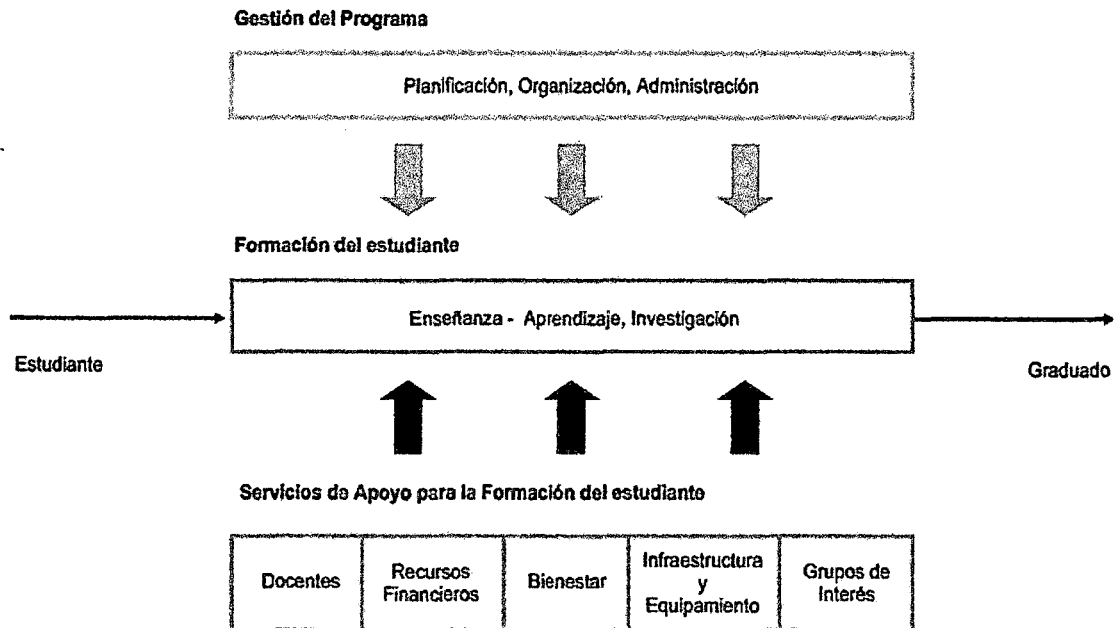 Gestión del Programa
Planificación, Organización, Administración
Formación del estudiante
Enseñanza - Aprendizaje, Investigación
Estudiante
Graduado
Servicios de Apoyo para la Formación del estudiante
Docentes
Recursos
Financieros
Bienestar
Infraestructura
y
Equipamiento
Grupos de
Interés